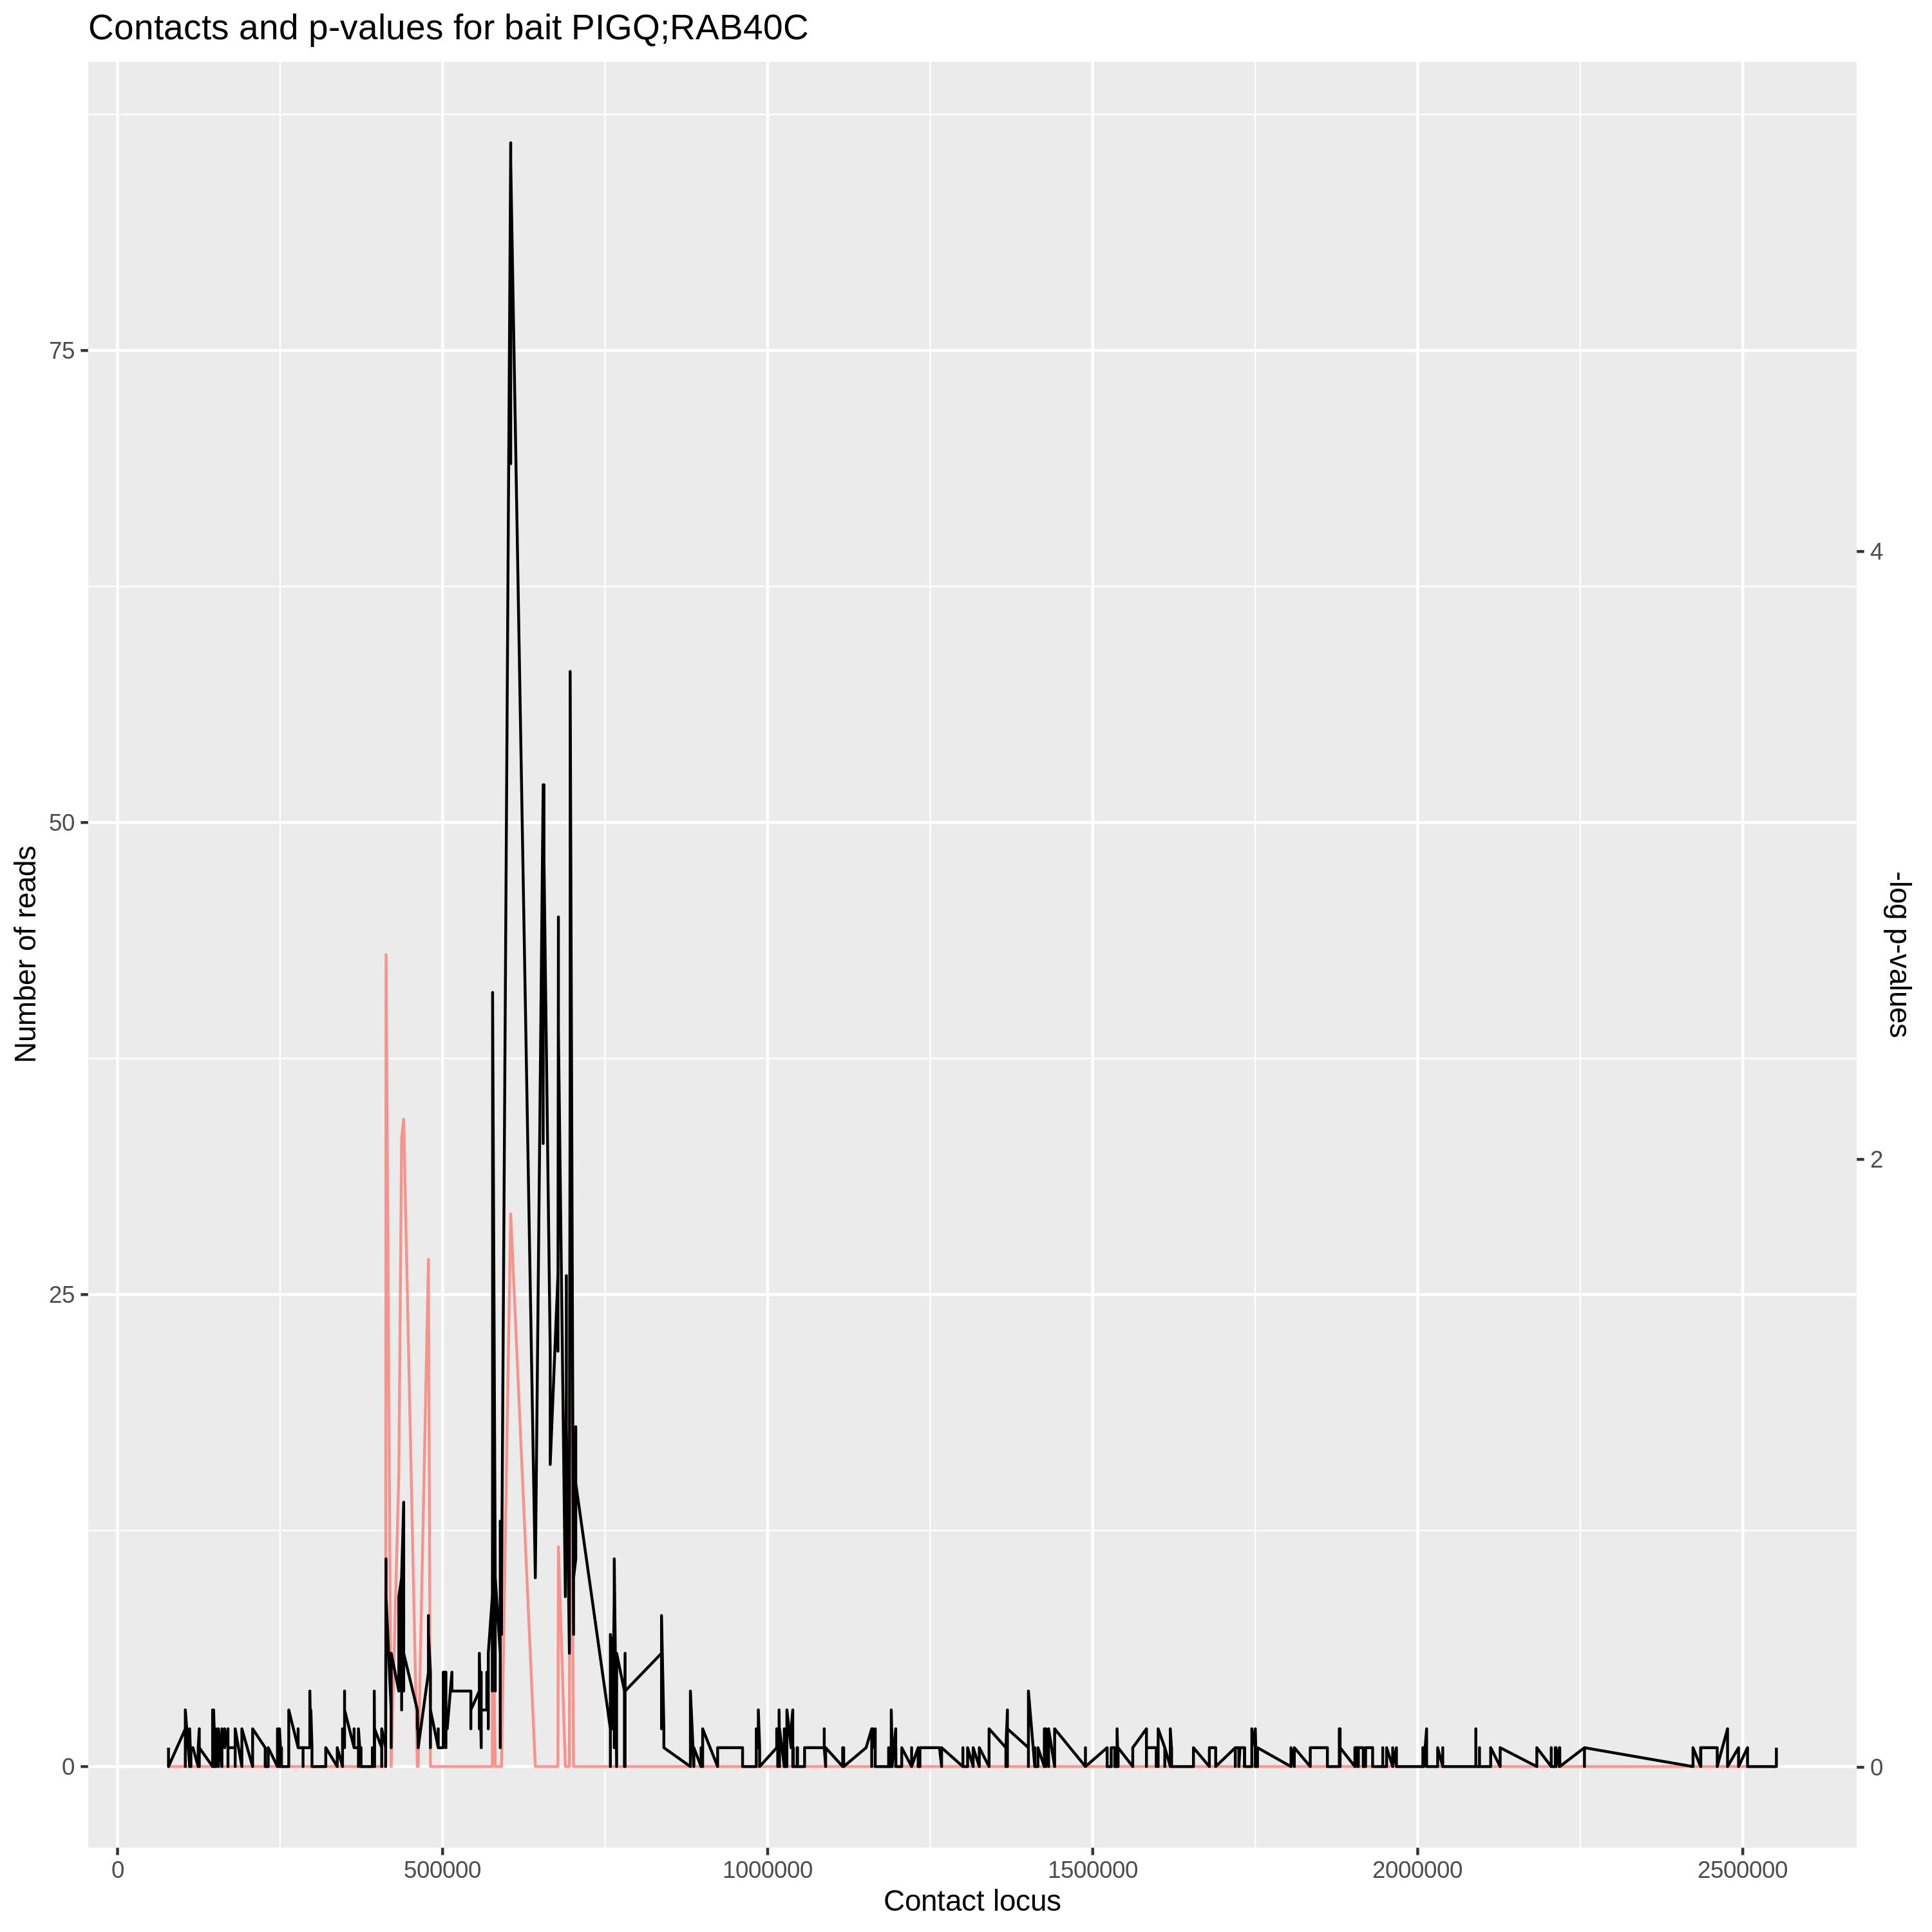 Contacts and p-values for bait PIGQ;RAB40C
75
50
25
0
Number of reads
4
2
0
-log p-values
0 500000 1000000 1500000 2000000 2500000
Contact locus